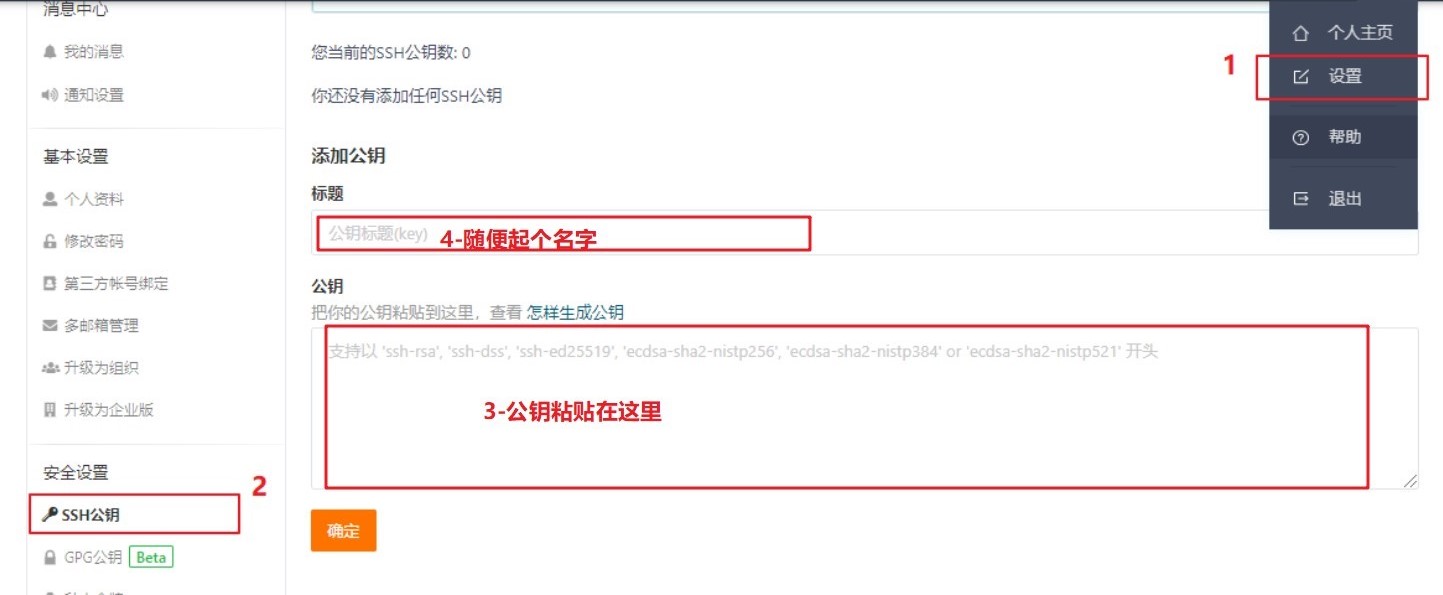 消息中心
我的消息
通知设置
基本设置
个人资料
修改密码
第三方帐号绑定
多邮箱管理
升级为组织
升级为企业版
安全设置
2
SSH公钥
GPG公钥 Beta
您当前的SSH公钥数: 0
你还没有添加任何SSH公钥
添加公钥
标题
公钥标题(key) 4-随便起个名字
公钥
把你的公钥粘贴到这里，查看 怎样生成公钥
支持以 'ssh-rsa', 'ssh-dss', 'ssh-ed25519', 'ecdsa-sha2-nistp256', 'ecdsa-sha2-nistp384' or 'ecdsa-sha2-nistp521' 开头
3-公钥粘贴在这里
确定
个人主页
1
设置
帮助
退出